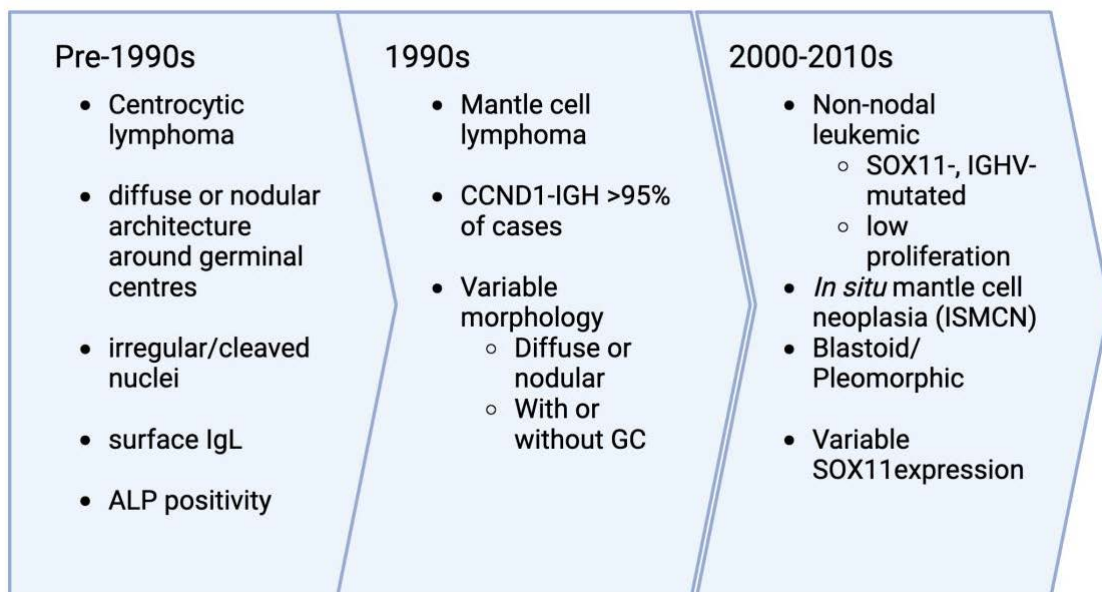 Pre-1990s
• Centrocytic
lymphoma
• diffuse or nodular
architecture
around germinal
centres
• irregular/cleaved
nuclei
• surface IgL
• ALP positivity
1990s
• Mantle cell
lymphoma
• CCND1-IGH >95%
of cases
• Variable
morphology
○ Diffuse or
nodular
○ With or
without GC
2000-2010s
• Non-nodal
leukemic
○ SOX11-, IGHV-
mutated
○ low
proliferation
• In situ mantle cell
neoplasia (ISMCN)
• Blastoid/
Pleomorphic
• Variable
SOX11expression